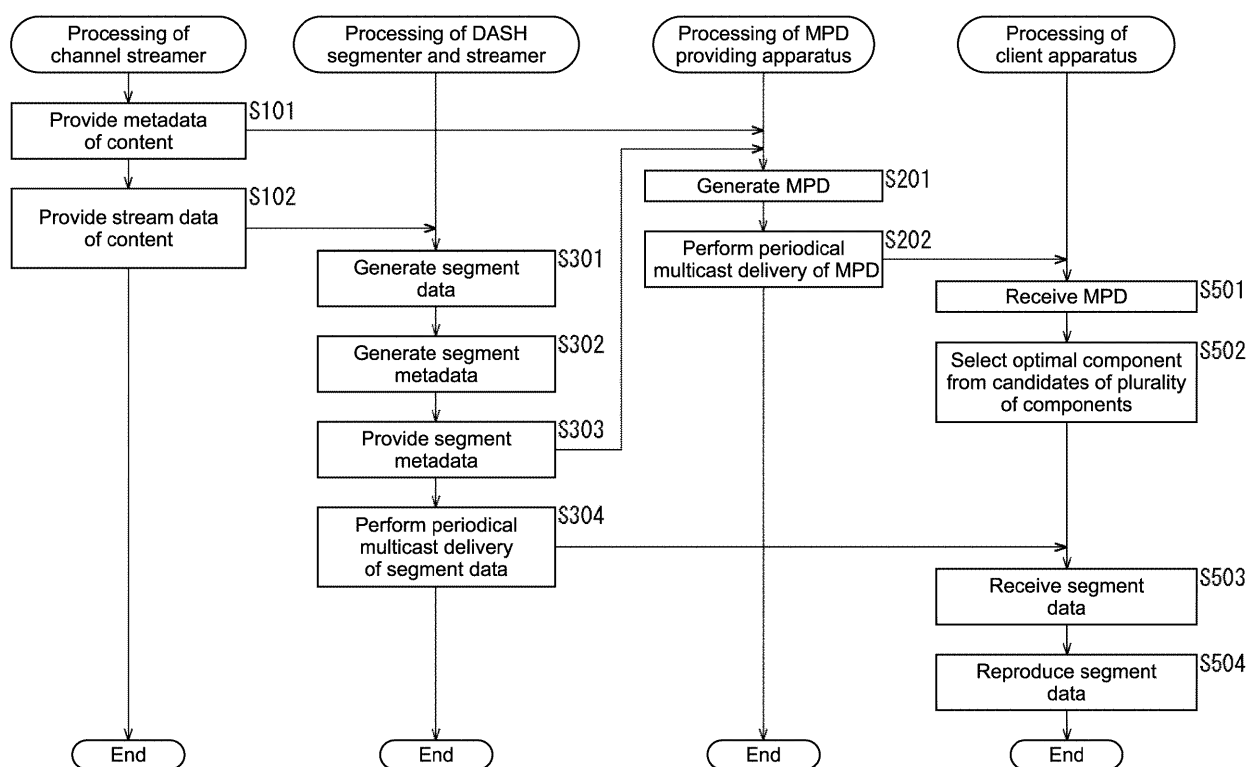 Processing of
channel streamer
Processing of DASH
segmenter and streamer
Processing of MPD
providing apparatus
Processing of
client apparatus
S101
Provide metadata
of content
S102
Provide stream data
of content
S201
Generate MPD
S202
Perform periodical
multicast delivery of MPD
S301
Generate segment
data
S302
Generate segment
metadata
S303
Provide segment
metadata
S304
Perform periodical
multicast delivery
of segment data
S501
Receive MPD
S502
Select optimal component
from candidates of plurality
of components
S503
Receive segment
data
S504
Reproduce segment
data
End
End
End
End